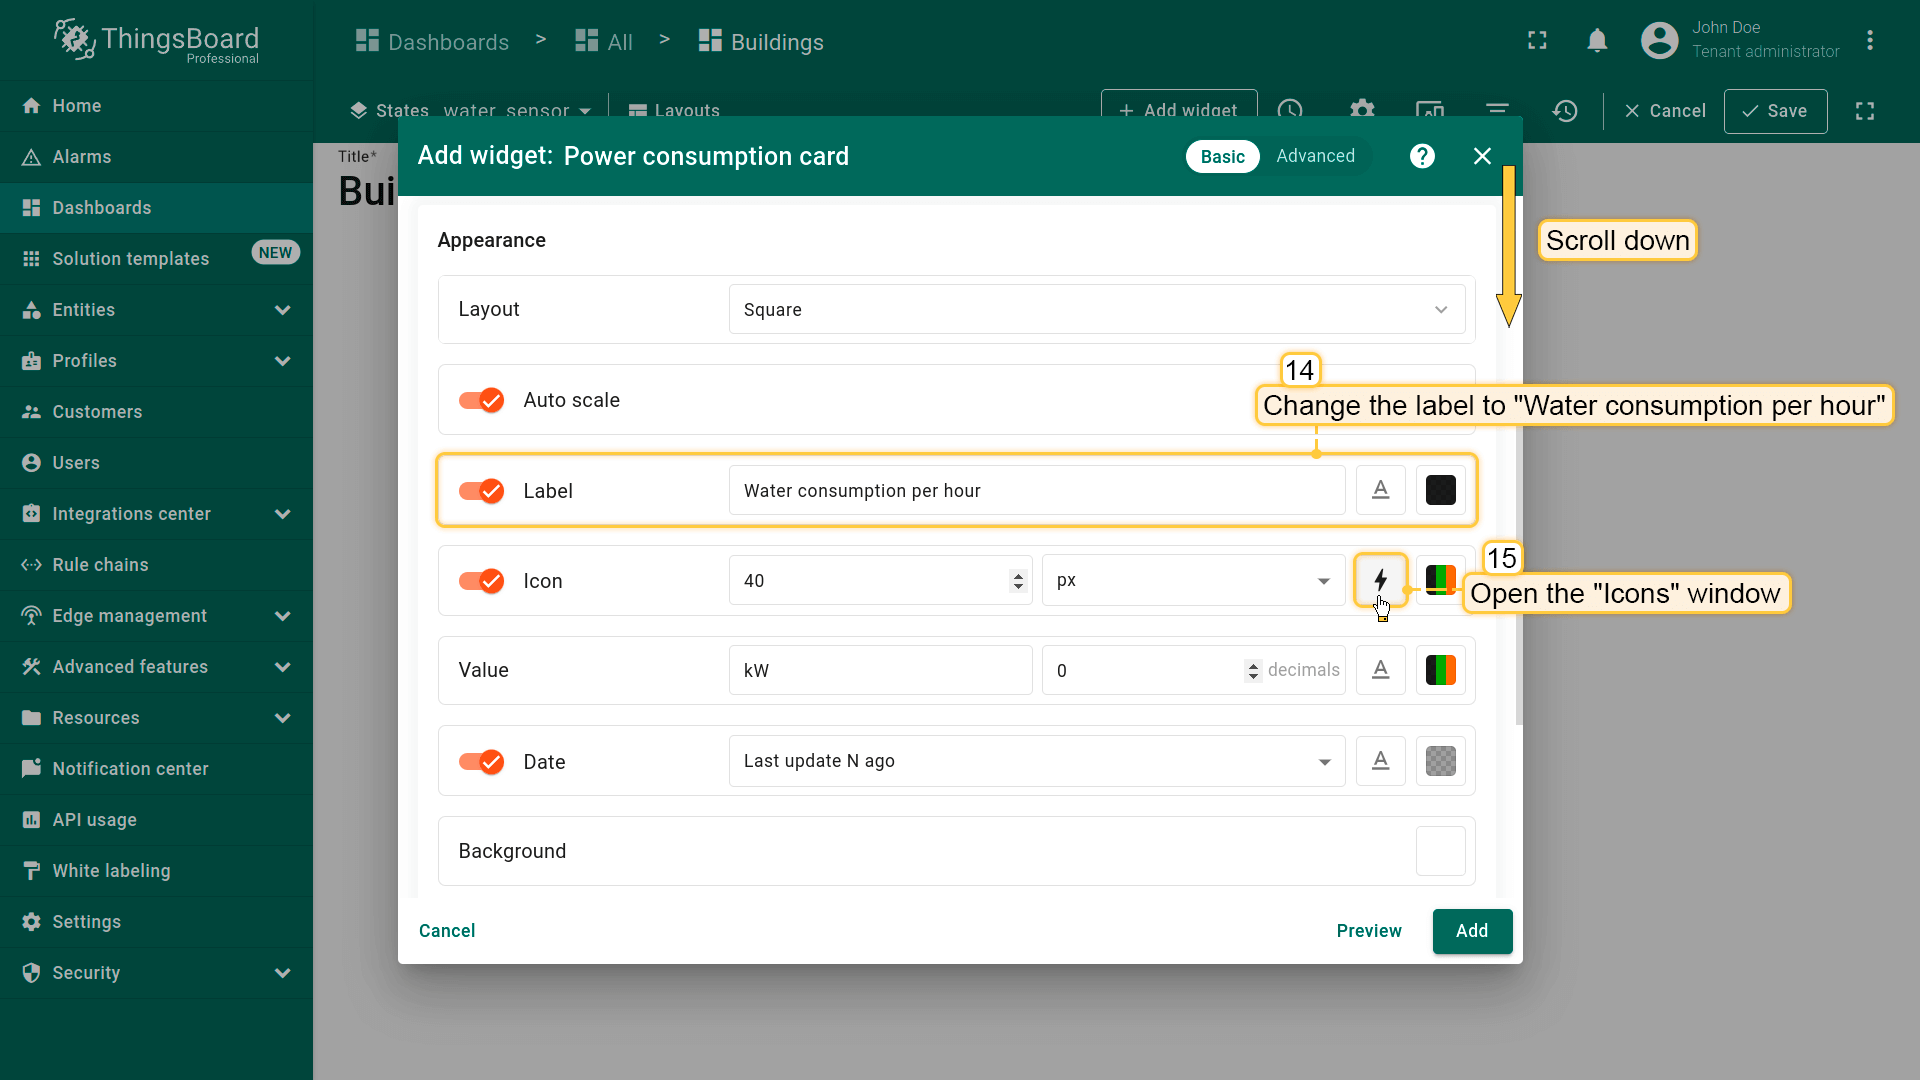 ThingsBoard
Professional
Dashboards > All > Buildings
John Doe
Tenant administrator
Home
Alarms
Dashboards
Solution templates NEW
Entities
Profiles
Customers
Users
Integrations center
Rule chains
Edge management
Advanced features
Resources
Notification center
API usage
White labeling
Settings
Security
States water_sensor Layouts + Add widget Cancel Save
Title*
Bui
Add widget: Power consumption card Basic Advanced ?
Scroll down
Appearance
Layout Square
Auto scale
14
Change the label to "Water consumption per hour"
Label Water consumption per hour A
15
Open the "Icons" window
Icon 40 px
Value kW 0 decimals A
Date Last update N ago A
Background
Cancel Preview Add